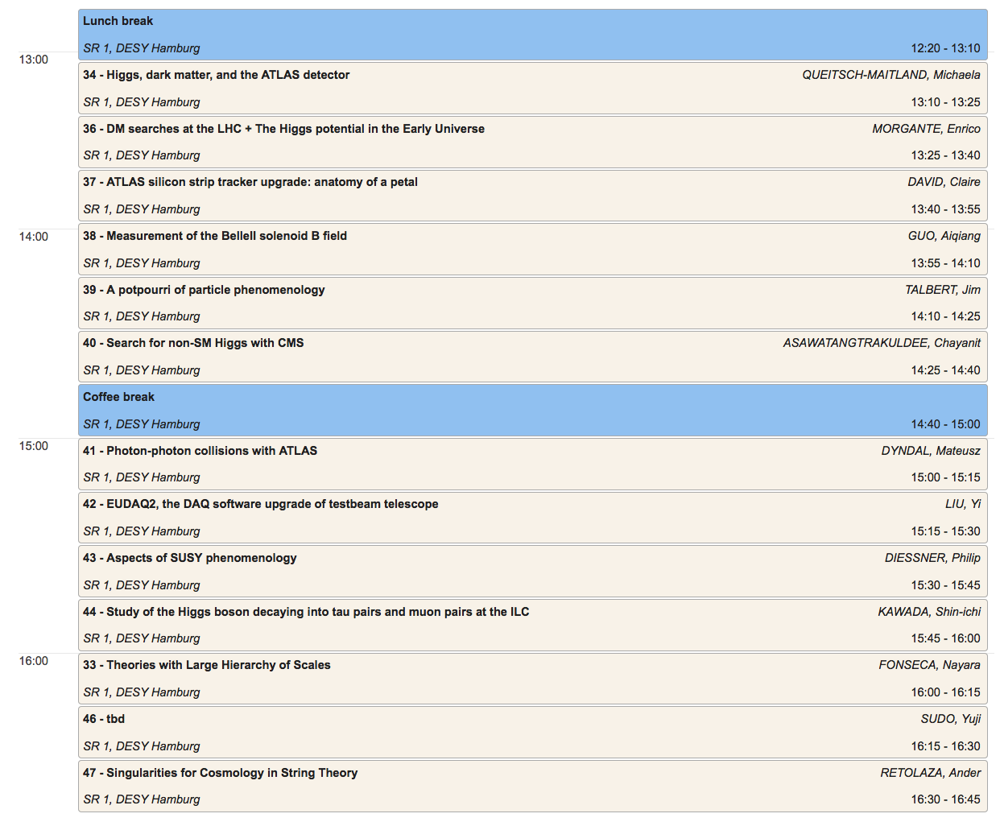 Lunch break
SR 1, DESY Hamburg 12:20 - 13:10
13:00
34 - Higgs, dark matter, and the ATLAS detector QUEITSCH-MAITLAND, Michaela
SR 1, DESY Hamburg 13:10 - 13:25
36 - DM searches at the LHC + The Higgs potential in the Early Universe MORGANTE, Enrico
SR 1, DESY Hamburg 13:25 - 13:40
37 - ATLAS silicon strip tracker upgrade: anatomy of a petal DAVID, Claire
SR 1, DESY Hamburg 13:40 - 13:55
14:00
38 - Measurement of the BelleII solenoid B field GUO, Aiqiang
SR 1, DESY Hamburg 13:55 - 14:10
39 - A potpourri of particle phenomenology TALBERT, Jim
SR 1, DESY Hamburg 14:10 - 14:25
40 - Search for non-SM Higgs with CMS ASAWATANGTRAKULDEE, Chayanit
SR 1, DESY Hamburg 14:25 - 14:40
Coffee break
SR 1, DESY Hamburg 14:40 - 15:00
15:00
41 - Photon-photon collisions with ATLAS DYNDAL, Mateusz
SR 1, DESY Hamburg 15:00 - 15:15
42 - EUDAQ2, the DAQ software upgrade of testbeam telescope LIU, Yi
SR 1, DESY Hamburg 15:15 - 15:30
43 - Aspects of SUSY phenomenology DIESSNER, Philip
SR 1, DESY Hamburg 15:30 - 15:45
44 - Study of the Higgs boson decaying into tau pairs and muon pairs at the ILC KAWADA, Shin-ichi
SR 1, DESY Hamburg 15:45 - 16:00
16:00
33 - Theories with Large Hierarchy of Scales FONSECA, Nayara
SR 1, DESY Hamburg 16:00 - 16:15
46 - tbd SUDO, Yuji
SR 1, DESY Hamburg 16:15 - 16:30
47 - Singularities for Cosmology in String Theory RETOLAZA, Ander
SR 1, DESY Hamburg 16:30 - 16:45